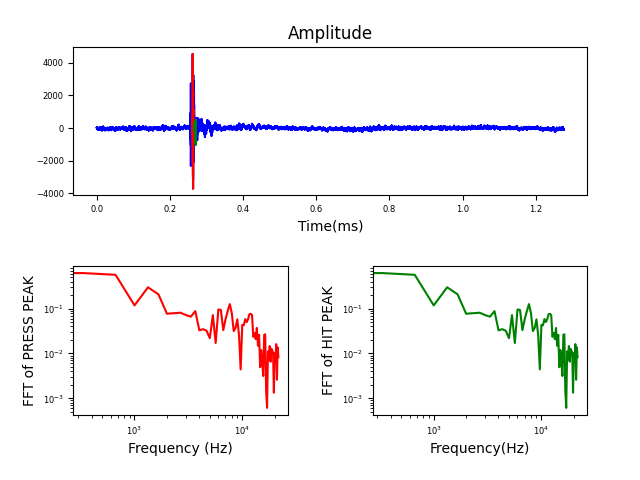 Amplitude
4000
2000
0
−2000
−4000
0.0 0.2 0.4 0.6 0.8 1.0 1.2
Time(ms)
FFT of PRESS PEAK
10⁻¹
10⁻²
10⁻³
10³ 10⁴
Frequency (Hz)
FFT of HIT PEAK
10⁻¹
10⁻²
10⁻³
10³ 10⁴
Frequency(Hz)